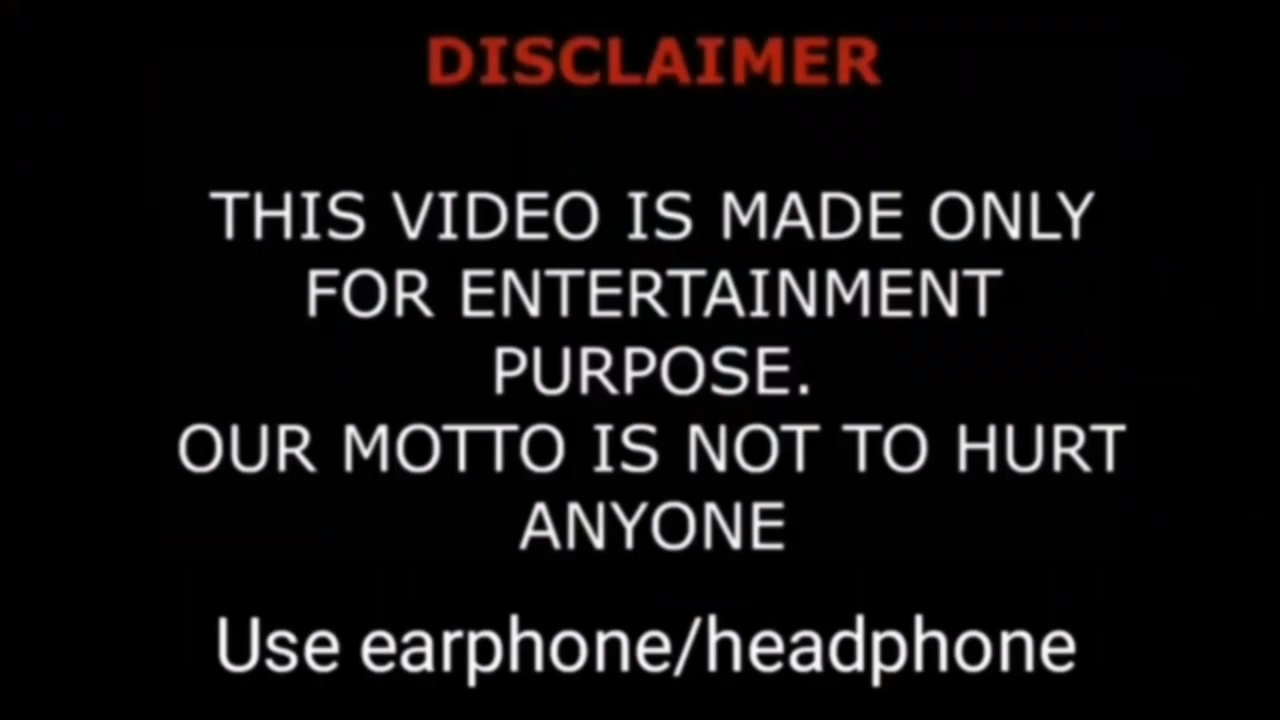 DISCLAIMER
THIS VIDEO IS MADE ONLY
FOR ENTERTAINMENT
PURPOSE.
OUR MOTTO IS NOT TO HURT
ANYONE
Use earphone/headphone